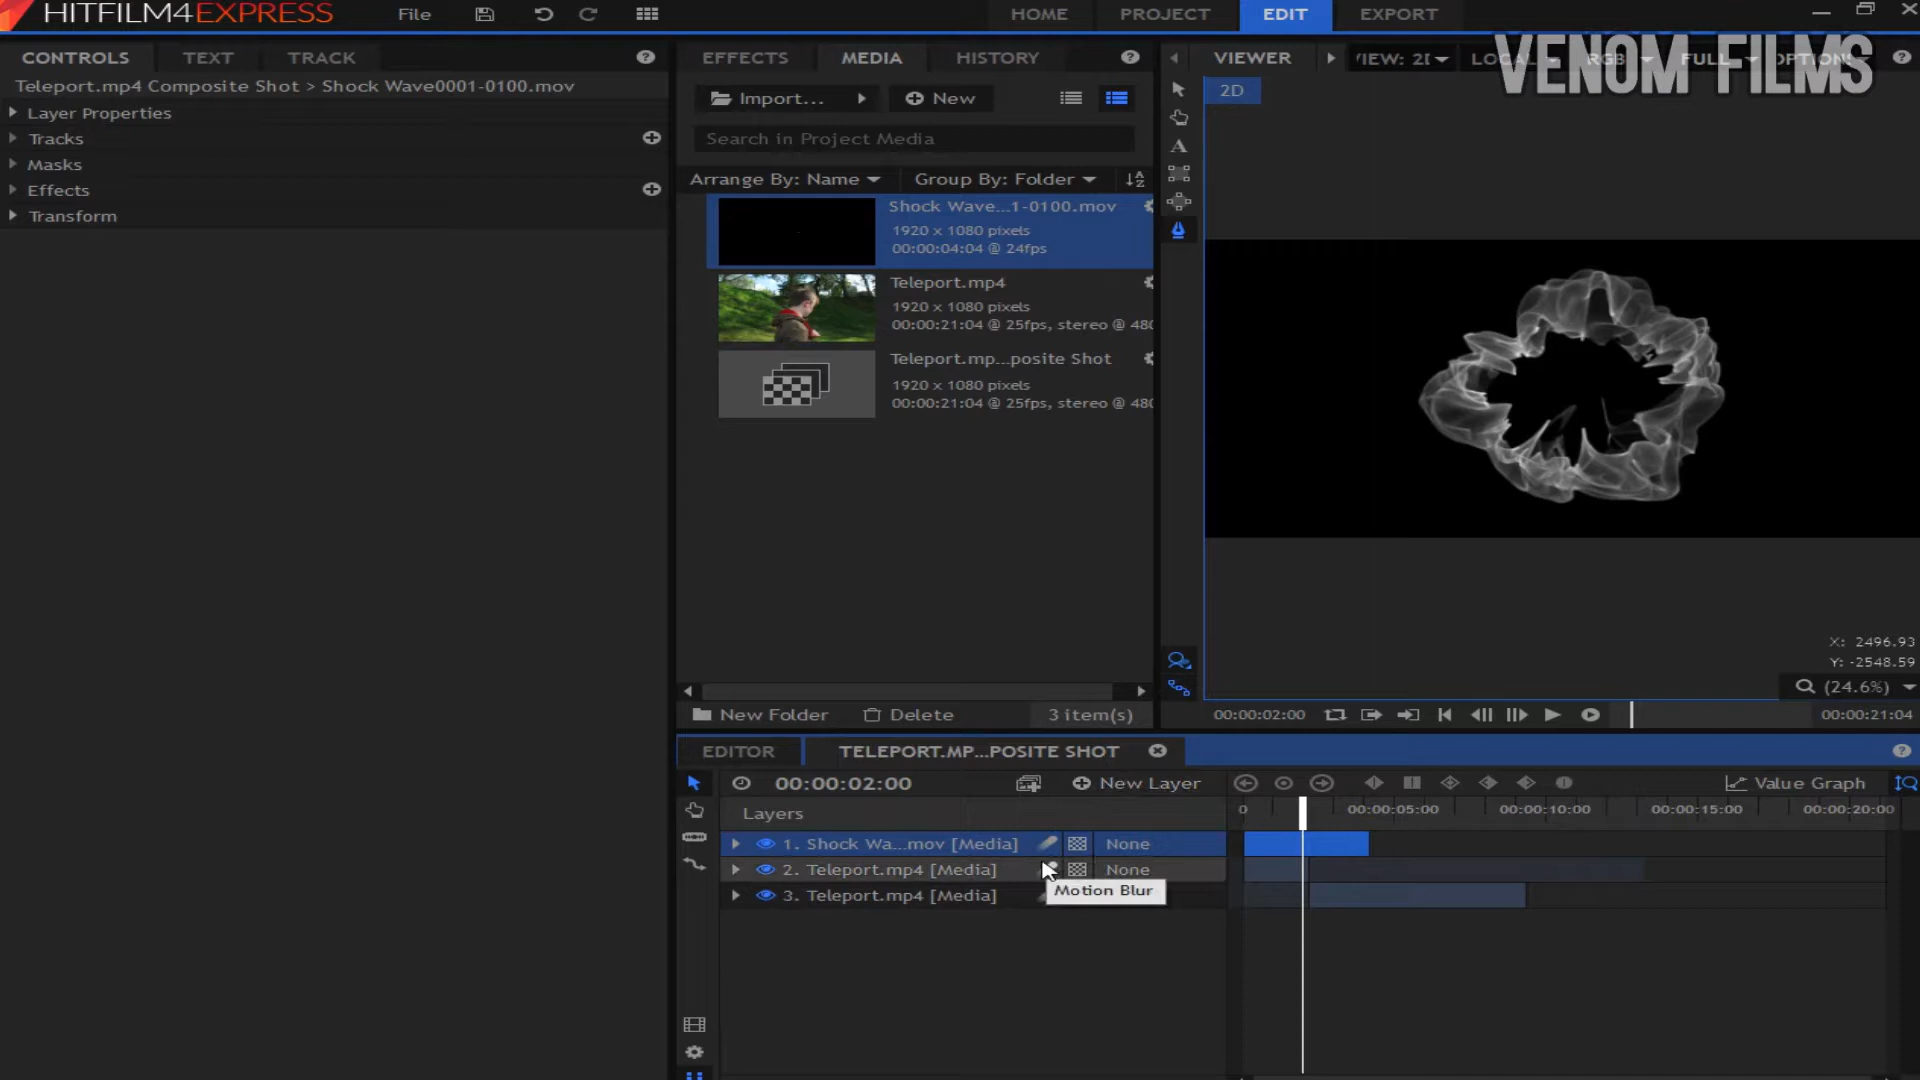 HITFILM4EXPRESS
File
HOME
PROJECT
EDIT
EXPORT
CONTROLS
TEXT
TRACK
EFFECTS
MEDIA
HISTORY
VIEWER
FULL
VENOM FILMS
Teleport.mp4 Composite Shot > Shock Wave0001-0100.mov
Layer Properties
Tracks
Masks
Effects
Transform
Import...
New
2D
Search in Project Media
Arrange By: Name
Group By: Folder
Shock Wave...1-0100.mov
1920 x 1080 pixels
00:00:04:04 @ 24fps
Teleport.mp4
1920 x 1080 pixels
00:00:21:04 @ 25fps, stereo @ 480
Teleport.mp...posite Shot
1920 x 1080 pixels
00:00:21:04 @ 25fps, stereo @ 480
X: 2496.93
Y: -2548.59
(24.6%)
New Folder
Delete
3 item(s)
00:00:02:00
00:00:21:04
EDITOR
TELEPORT.MP...POSITE SHOT
00:00:02:00
New Layer
Value Graph
Layers
0
00:00:05:00
00:00:10:00
00:00:15:00
00:00:20:00
1. Shock Wa...mov [Media]
None
2. Teleport.mp4 [Media]
None
Motion Blur
3. Teleport.mp4 [Media]